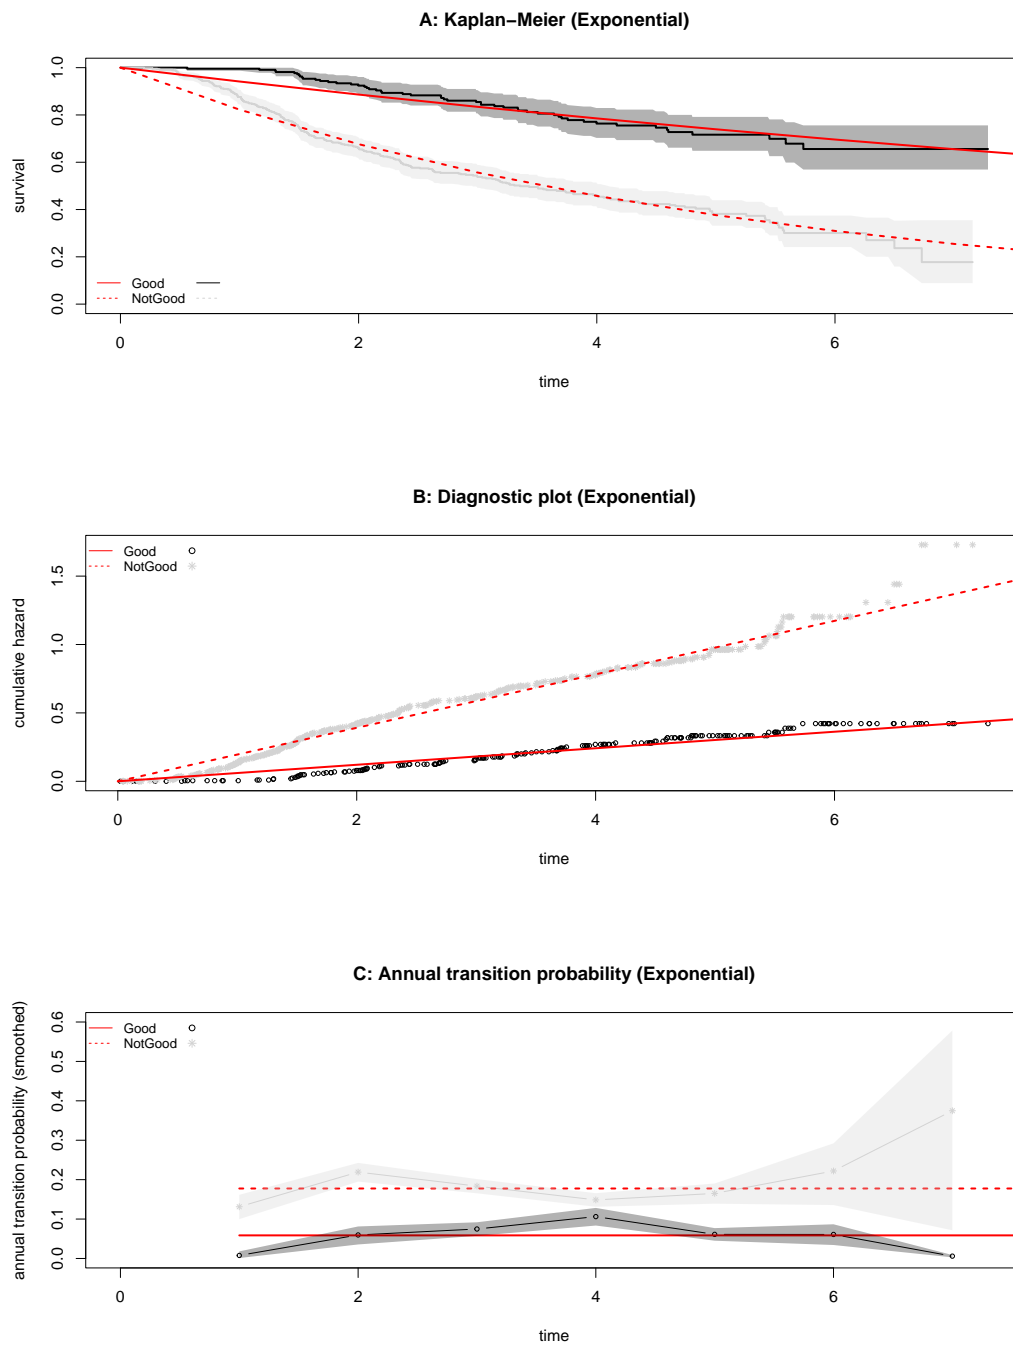 A: Kaplan−Meier (Exponential)
survival
1.0
0.8
0.6
0.4
0.2
0.0
Good
NotGood
0 2 4 6
time
B: Diagnostic plot (Exponential)
cumulative hazard
1.5
1.0
0.5
0.0
Good
NotGood
0 2 4 6
time
C: Annual transition probability (Exponential)
annual transition probability (smoothed)
0.6
0.5
0.4
0.3
0.2
0.1
0.0
Good
NotGood
0 2 4 6
time